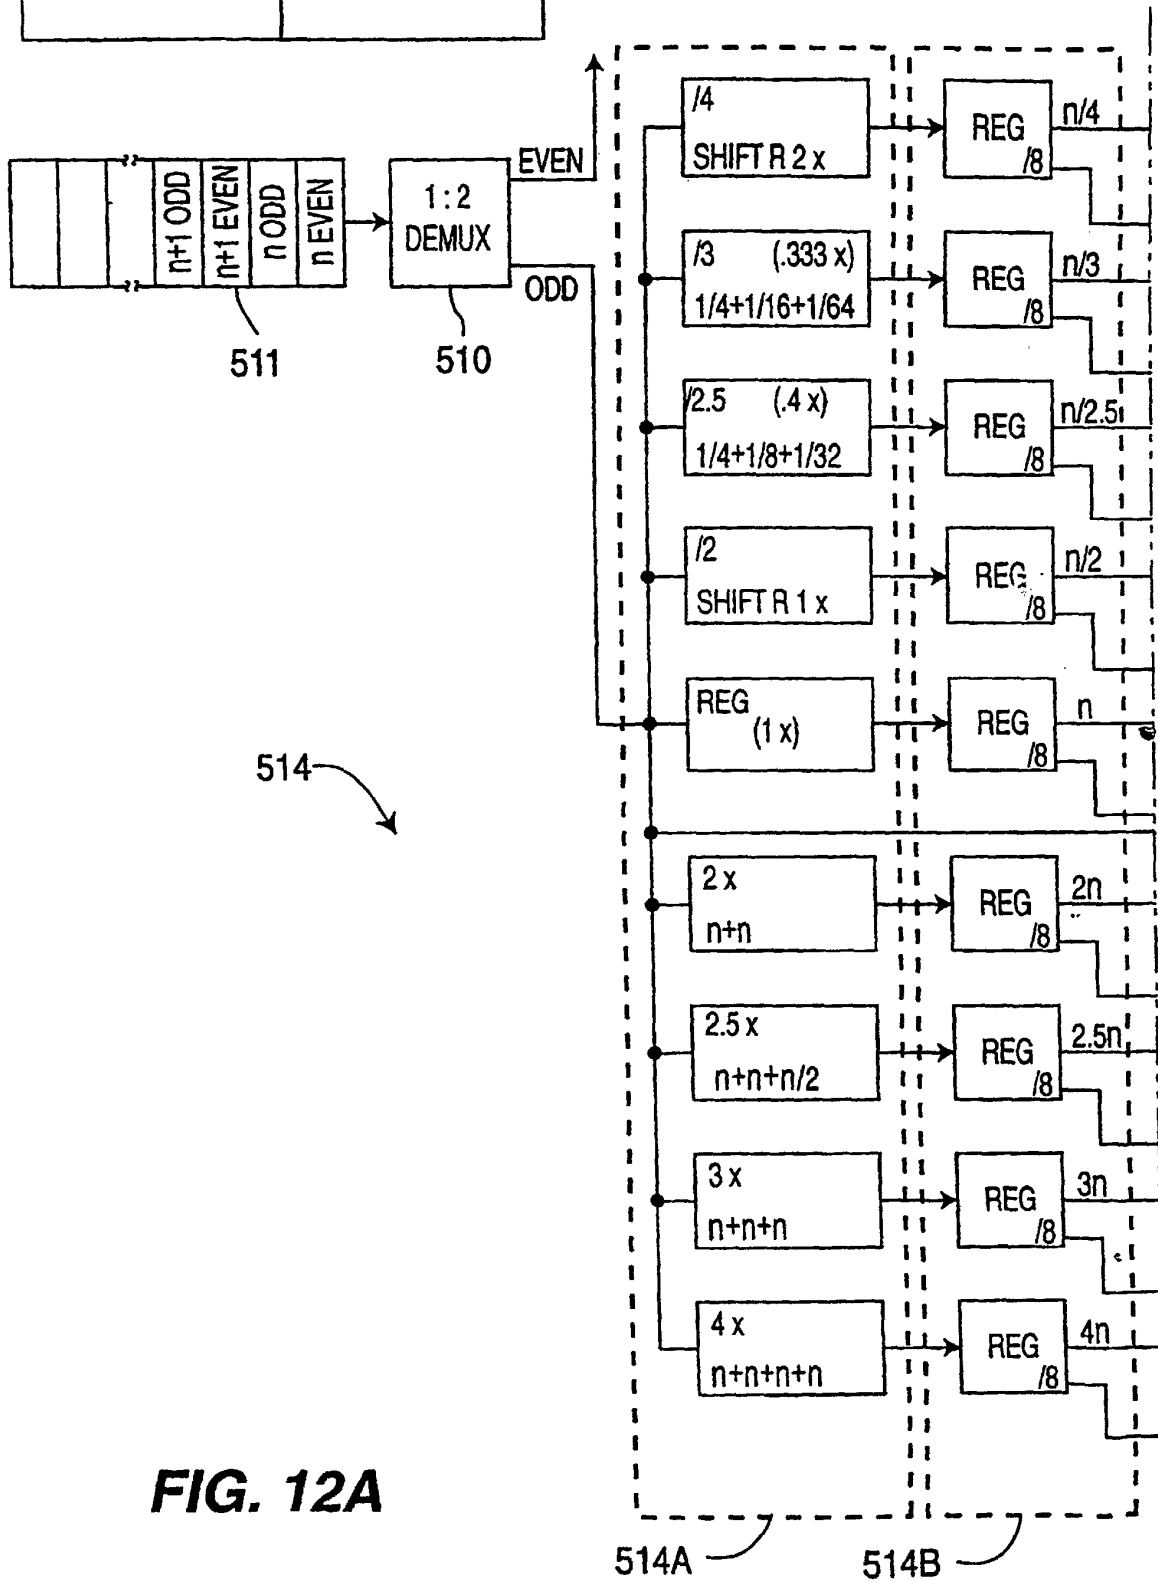 EVEN
ODD
n+1 ODD
n+1 EVEN
n ODD
n EVEN
1 : 2
DEMUX
511
510
/4
SHIFT R 2 x
REG
/8
n/4
/3 (.333 x)
1/4+1/16+1/64
REG
/8
n/3
/2.5 (.4 x)
1/4+1/8+1/32
REG
/8
n/2.5
/2
SHIFT R 1 x
REG
/8
n/2
REG
(1 x)
REG
/8
n
514
2 x
n+n
REG
/8
2n
2.5 x
n+n+n/2
REG
/8
2.5n
3 x
n+n+n
REG
/8
3n
4 x
n+n+n+n
REG
/8
4n
FIG. 12A
514A
514B